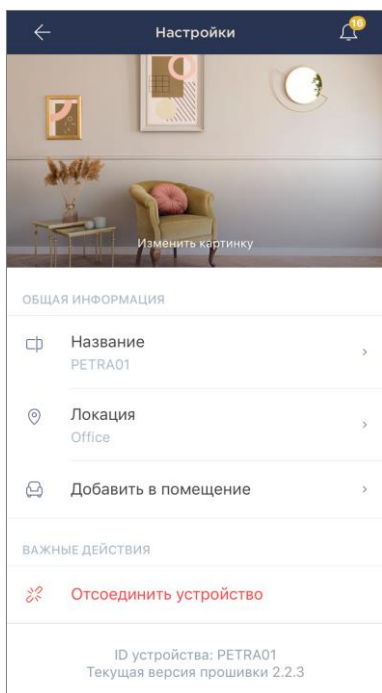 Настройки
16
Изменить картинку
ОБЩАЯ ИНФОРМАЦИЯ
Название
PETRA01
Локация
Office
Добавить в помещение
ВАЖНЫЕ ДЕЙСТВИЯ
Отсоединить устройство
ID устройства: PETRA01
Текущая версия прошивки 2.2.3